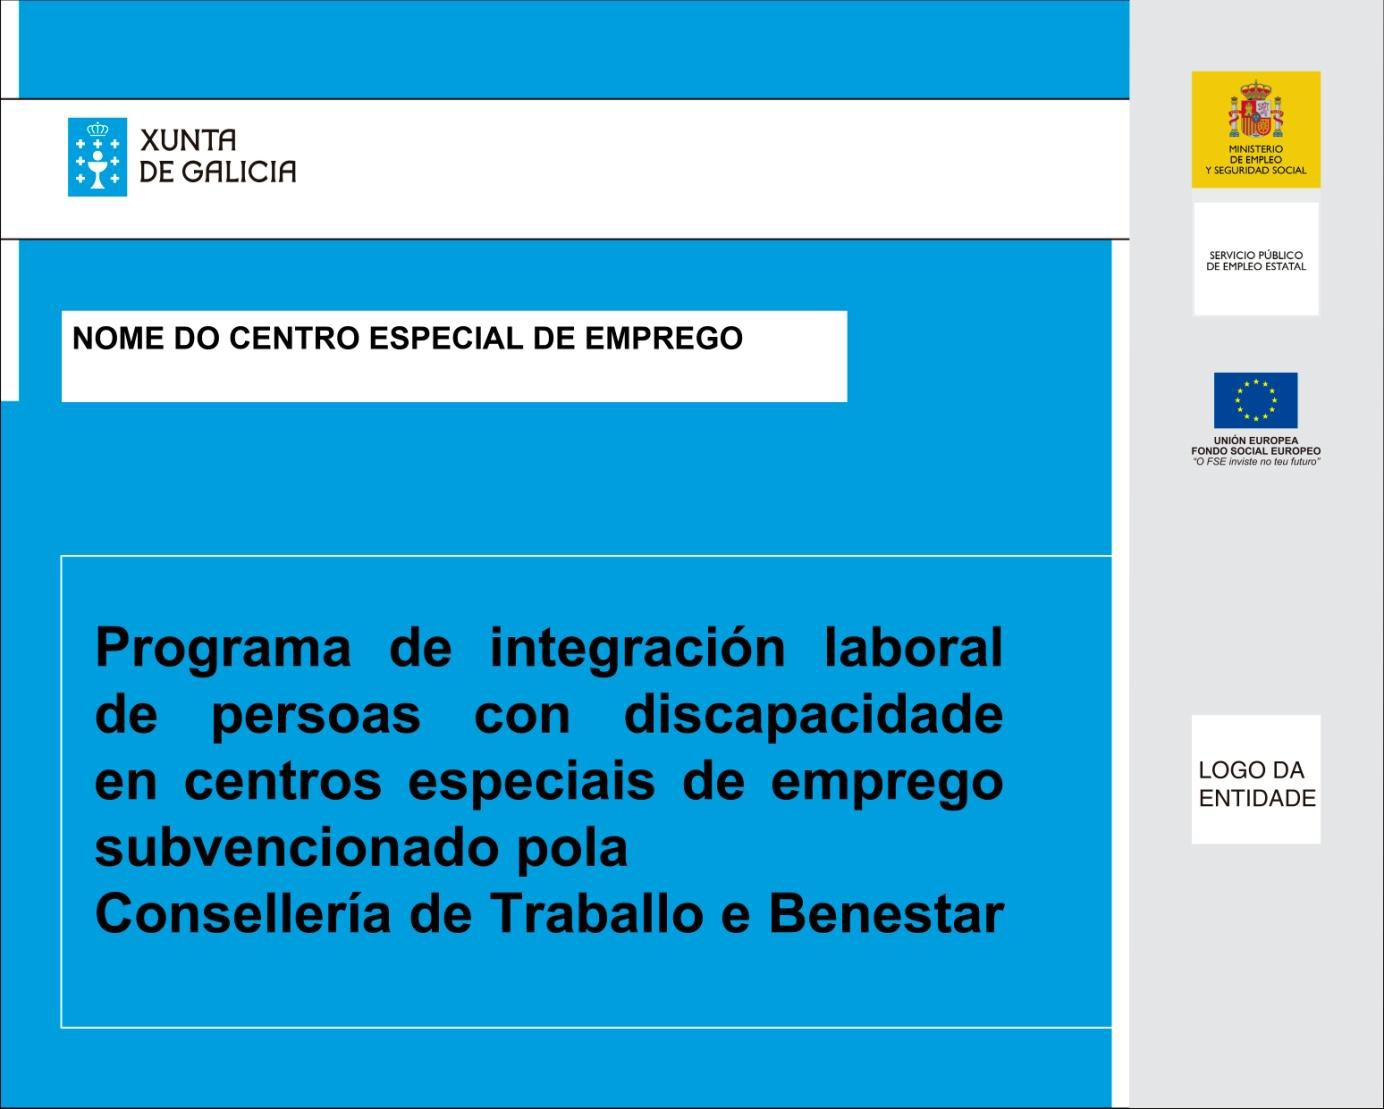 XUNTA
DE GALICIA
NOME DO CENTRO ESPECIAL DE EMPREGO
Programa de integración laboral
de persoas con discapacidade
en centros especiais de emprego
subvencionado pola
Consellería de Traballo e Benestar
MINISTERIO
DE EMPLEO
Y SEGURIDAD SOCIAL
SERVICIO PÚBLICO
DE EMPLEO ESTATAL
UNIÓN EUROPEA
FONDO SOCIAL EUROPEO
"O FSE inviste no teu futuro"
LOGO DA
ENTIDADE